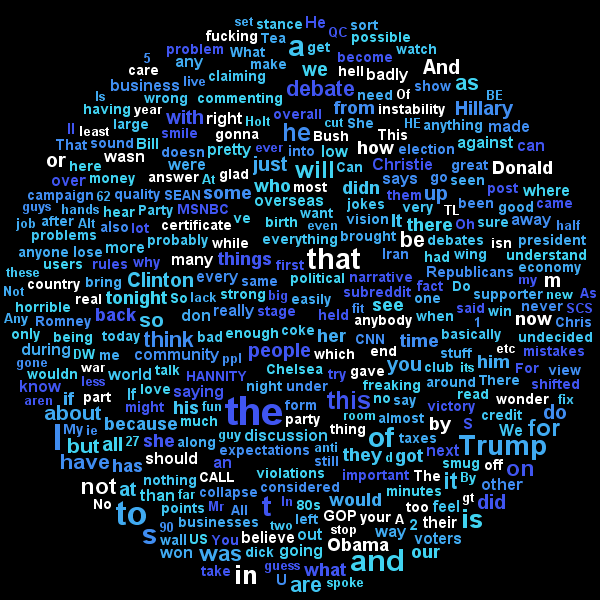 set stance He
fucking Tea a get QC sort possible
problem What we become watch
5 any make hell badly And
care live claiming debate Of show as BE
Is business need instability
having year wrong commenting from HE Hillary
ll large with right Holt overall cut She anything made
least smile gonna he Bush This election against can
That sound Bill pretty ever into low how
or wasn doesn were just will Can Christie great Donald
here answer At glad who most didn says go seen
over money some overseas jokes them up post where
campaign 62 quality SEAN very TL been good came
guys hands hear Party MSNBC ve want vision It there Oh sure away half
job after Alt also lot certificate birth even be debates isn president
problems probably while everything brought Iran had wing understand
anyone lose more many things first that Republicans economy
users rules why political narrative fact Do m my
these country bring Clinton every same subreddit one supporter new As
Not horrible real tonight So lack strong big easily fit see said win never SCS
Any Romney back so don really stage held anybody when now 1 Chris
only being today bad enough coke her CNN time basically undecided
during DW me think people which end you stuff etc mistakes
gone war community ppl Chelsea try gave him club its For view
wouldn world talk HANNITY night under freaking around There shifted
know less If love saying the this no say read wonder fix
aren if part might his fun form room almost victory credit do
about My ie because much party thing of by S We for
I but all 27 she along guy discussion anti taxes next Trump
have has should an expectations still they d got smug off on
not at nothing CALL violations important The it By other
No than far collapse considered minutes gt did
to points Mr All t In 80s would too feel
s 90 businesses two left GOP your A 2 their
wall US You believe out stop way voters is
won was dick going Obama our
take in guess what and
U are spoke